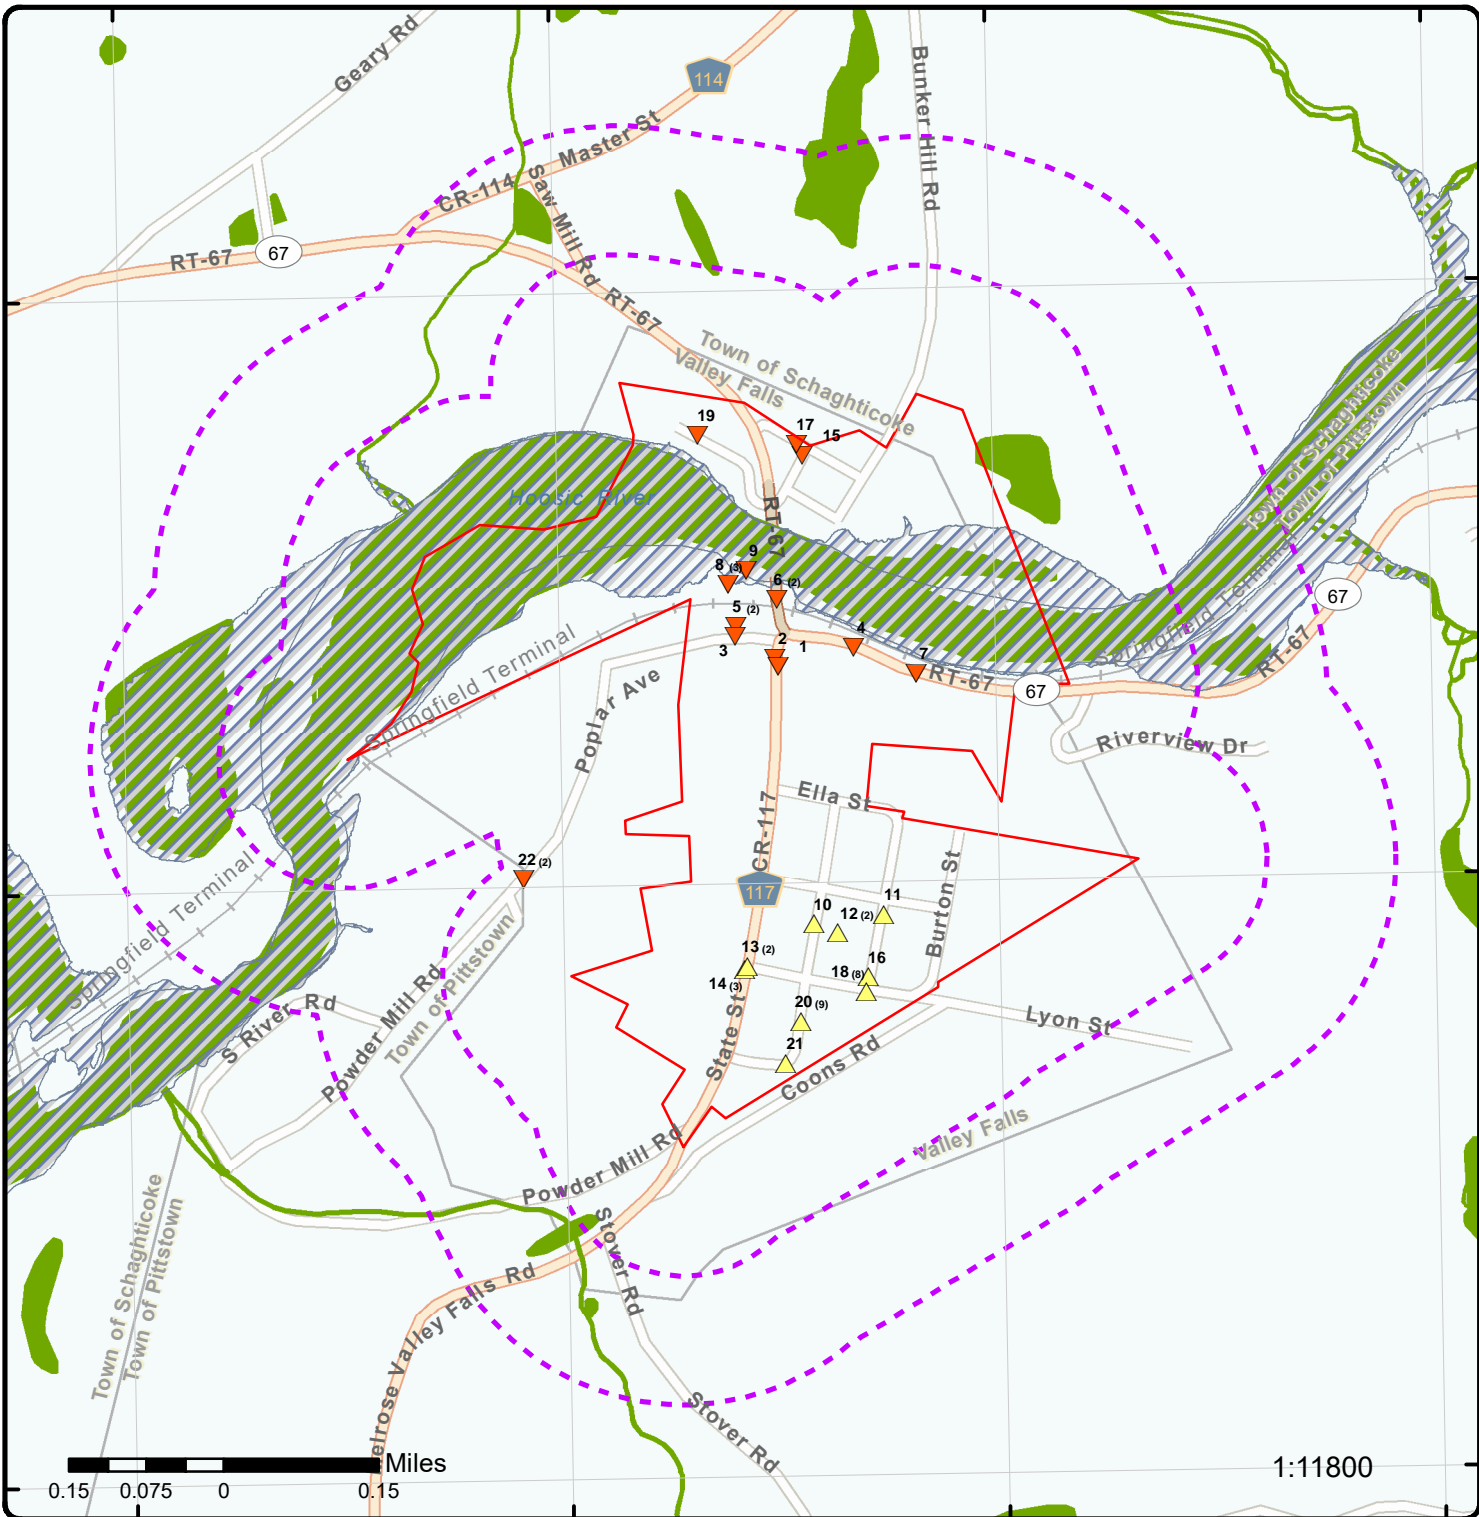 Geary Rd
114
Bunker Hill Rd
CR-114 Master St
Saw Mill Rd
RT-67
67
RT-67
Town of Schaghticoke
Valley Falls
Town of Schaghticoke
Town of Pittstown
19
17
15
Hoosic River
RT-67
9
8 (3)
6 (2)
5 (2)
3
2
1
4
7
67
Springfield Terminal
Springfield Terminal
RT-67
67
RT-67
Poplar Ave
Riverview Dr
Ella St
CR-117
117
22 (2)
Springfield Terminal
Burton St
10
12 (2)
11
13 (2)
14 (3)
16
18 (8)
20 (9)
21
Springfield Terminal
S River Rd
Powder Mill Rd
Town of Pittstown
State St
Lyon St
Coons Rd
Valley Falls
Powder Mill Rd
Town of Schaghticoke
Town of Pittstown
Stover Rd
elrose Valley Falls Rd
Stover Rd
Miles
0.15 0.075 0 0.15
1:11800